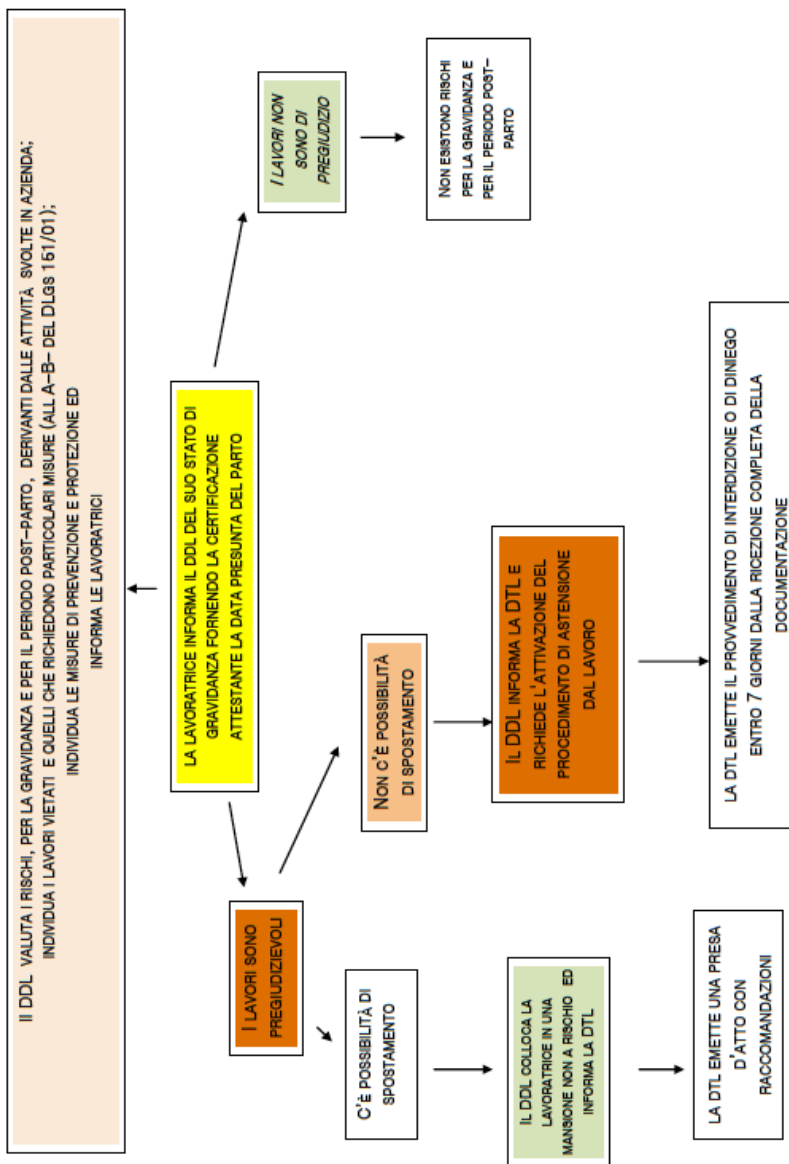 Il DDL VALUTA I RISCHI, PER LA GRAVIDANZA E PER IL PERIODO POST–PARTO, DERIVANTI DALLE ATTIVITÀ SVOLTE IN AZIENDA;
INDIVIDUA I LAVORI VIETATI E QUELLI CHE RICHIEDONO PARTICOLARI MISURE (ALL A–B– DEL DLGS 151/01);
INDIVIDUA LE MISURE DI PREVENZIONE E PROTEZIONE ED
INFORMA LE LAVORATRICI
LA LAVORATRICE INFORMA IL DDL DEL SUO STATO DI
GRAVIDANZA FORNENDO LA CERTIFICAZIONE
ATTESTANTE LA DATA PRESUNTA DEL PARTO
I LAVORI SONO
PREGIUDIZIEVOLI
I LAVORI NON
SONO DI
PREGIUDIZIO
C'È POSSIBILITÀ DI
SPOSTAMENTO
NON C'È POSSIBILITÀ
DI SPOSTAMENTO
NON ESISTONO RISCHI
PER LA GRAVIDANZA E
PER IL PERIODO POST–
PARTO
IL DDL COLLOCA LA
LAVORATRICE IN UNA
MANSIONE NON A RISCHIO ED
INFORMA LA DTL
IL DDL INFORMA LA DTL E
RICHIEDE L'ATTIVAZIONE DEL
PROCEDIMENTO DI ASTENSIONE
DAL LAVORO
LA DTL EMETTE UNA PRESA
D'ATTO CON
RACCOMANDAZIONI
LA DTL EMETTE IL PROVVEDIMENTO DI INTERDIZIONE O DI DINIEGO
ENTRO 7 GIORNI DALLA RICEZIONE COMPLETA DELLA
DOCUMENTAZIONE